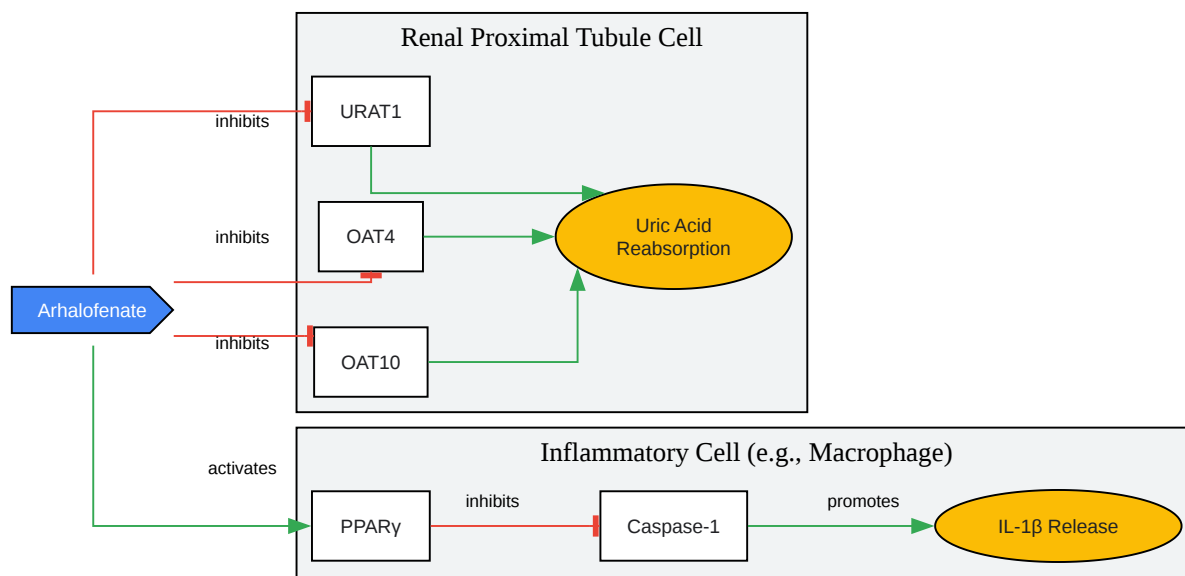 Renal Proximal Tubule Cell
URAT1
inhibits
OAT4
inhibits
Uric Acid
Reabsorption
Arhalofenate
inhibits
OAT10
Inflammatory Cell (e.g., Macrophage)
activates
PPARγ
inhibits
Caspase-1
promotes
IL-1β Release